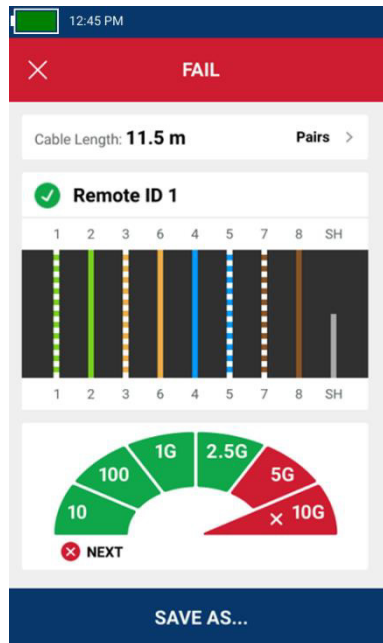 12:45 PM
FAIL
Cable Length: 11.5 m Pairs
Remote ID 1
1 2 3 6 4 5 7 8 SH
1 2 3 6 4 5 7 8 SH
10 100 1G 2.5G 5G 10G
NEXT
SAVE AS...